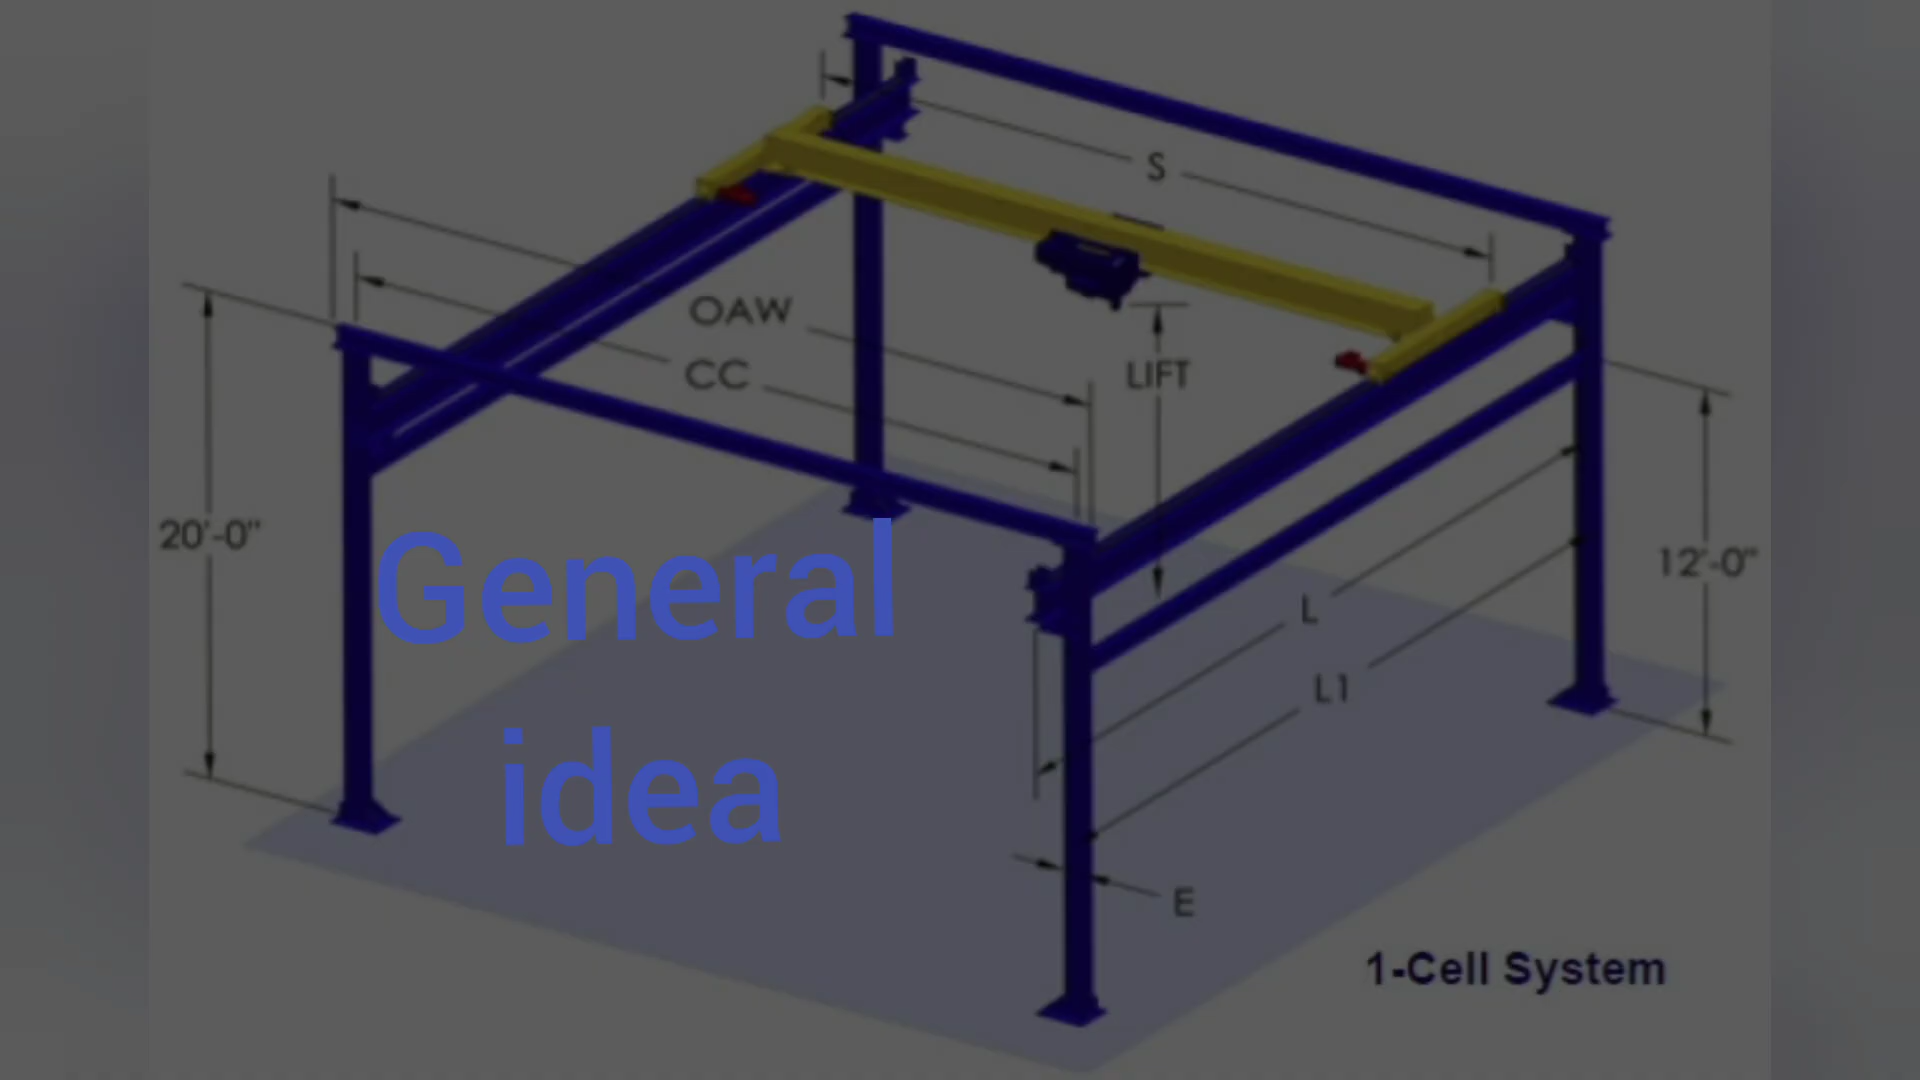 S
OAW
CC
LIFT
20'-0"
12'-0"
General
idea
L
L1
E
1-Cell System